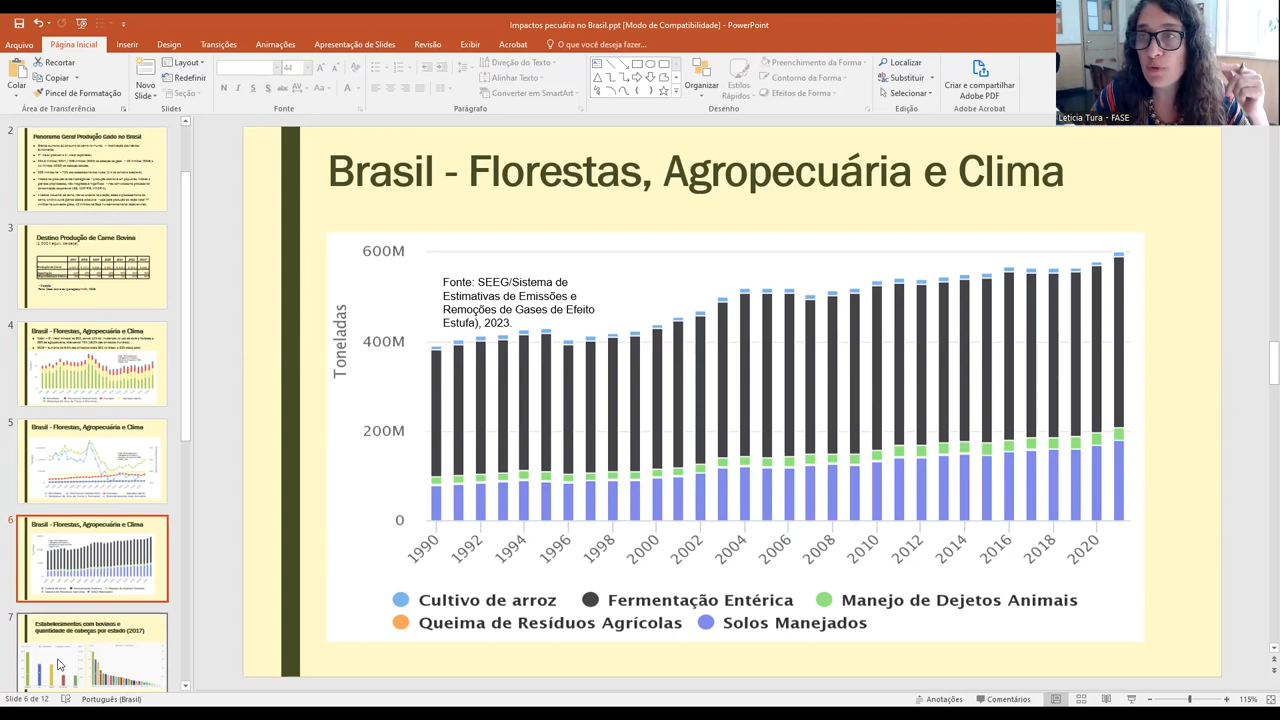 Impactos pecuária no Brasil.ppt [Modo de Compatibilidade] - PowerPoint
Arquivo Página Inicial Inserir Design Transições Animações Apresentação de Slides Revisão Exibir Acrobat O que você deseja fazer...
Colar
Recortar
Copiar
Pincel de Formatação
Área de Transferência
Novo
Slide
Layout
Redefinir
Seção
Slides
44
N I S
Fonte
Direção do Texto
Alinhar Texto
Converter em SmartArt
Parágrafo
Organizar
Estilos
Rápidos
Preenchimento da Forma
Contorno da Forma
Efeitos de Forma
Desenho
Localizar
Substituir
Selecionar
Edição
Criar e compartilhar
Adobe PDF
Adobe Acrobat
Leticia Tura - FASE
2
Panorama Geral Produção Gado no Brasil
3
Destino Produção de Carne Bovina
4
Brasil - Florestas, Agropecuária e Clima
5
Brasil - Florestas, Agropecuária e Clima
6
Brasil - Florestas, Agropecuária e Clima
7
Estabelecimentos com bovinos e
quantidade de cabeças por estado (2017)
Brasil - Florestas, Agropecuária e Clima
600M
Fonte: SEEG/Sistema de
Estimativas de Emissões e
Remoções de Gases de Efeito
Estufa), 2023.
Toneladas
400M
200M
0
1990 1992 1994 1996 1998 2000 2002 2004 2006 2008 2010 2012 2014 2016 2018 2020
Cultivo de arroz Fermentação Entérica Manejo de Dejetos Animais
Queima de Resíduos Agrícolas Solos Manejados
Slide 6 de 12 Português (Brasil) Anotações Comentários 115%